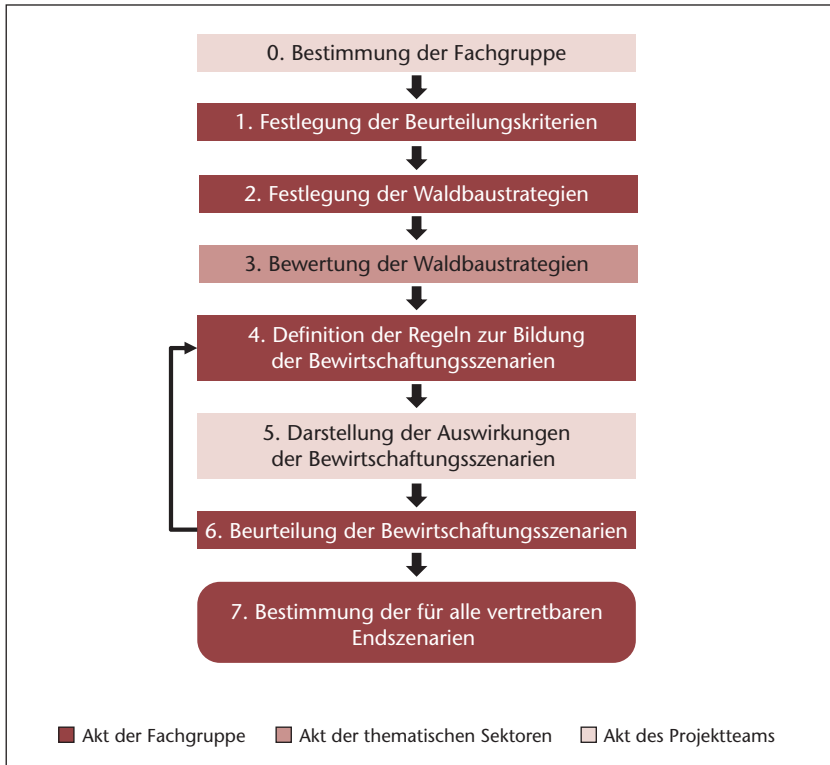 0. Bestimmung der Fachgruppe
1. Festlegung der Beurteilungskriterien
2. Festlegung der Waldbaustrategien
3. Bewertung der Waldbaustrategien
4. Definition der Regeln zur Bildung
der Bewirtschaftungsszenarien
5. Darstellung der Auswirkungen
der Bewirtschaftungsszenarien
6. Beurteilung der Bewirtschaftungsszenarien
7. Bestimmung der für alle vertretbaren
Endszenarien
Akt der Fachgruppe Akt der thematischen Sektoren Akt des Projektteams